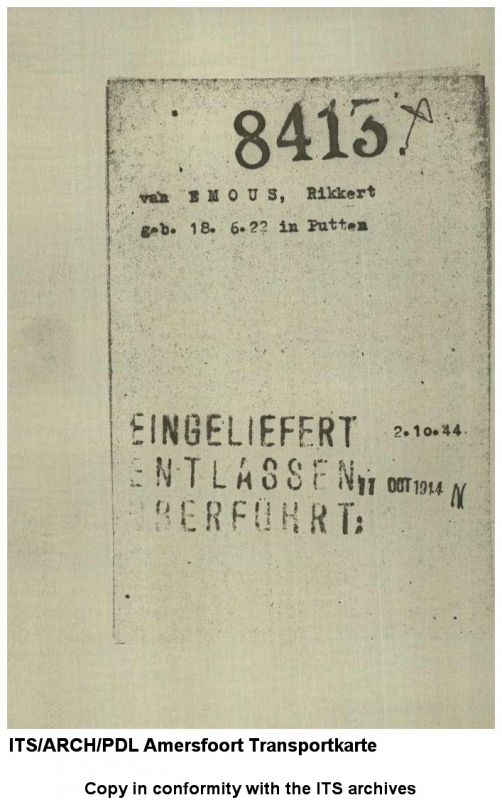 8413.
van E M O U S, Rikkert
geb. 18. 6.22 in Putten
EINGELIEFERT 2.10.44.
ENTLASSEN: 11 OCT 1944 N
ÜBERFÜHRT:
ITS/ARCH/PDL Amersfoort Transportkarte
Copy in conformity with the ITS archives